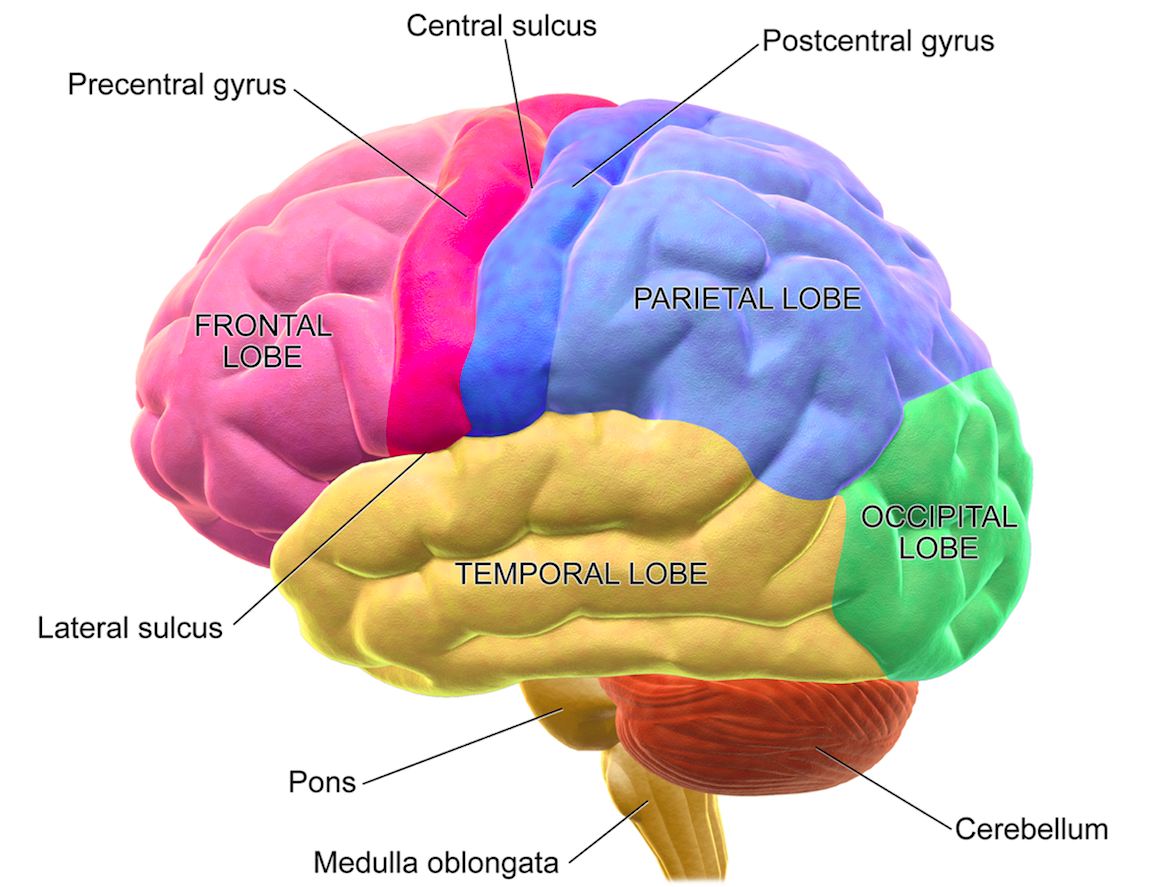 Central sulcus
Postcentral gyrus
Precentral gyrus
PARIETAL LOBE
FRONTAL
LOBE
OCCIPITAL
LOBE
TEMPORAL LOBE
Lateral sulcus
Pons
Cerebellum
Medulla oblongata